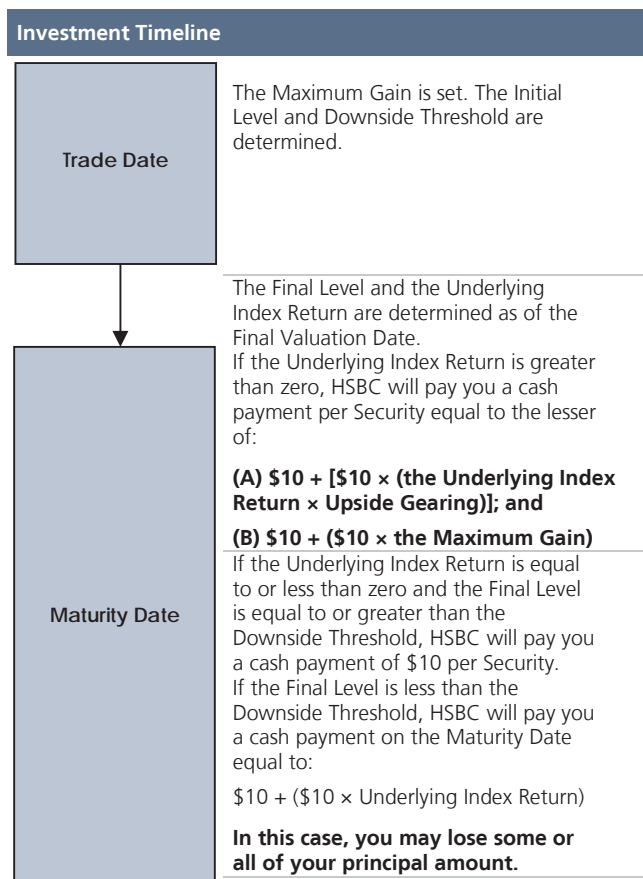 Investment Timeline
Trade Date
The Maximum Gain is set. The Initial
Level and Downside Threshold are
determined.
Maturity Date
The Final Level and the Underlying
Index Return are determined as of the
Final Valuation Date.
If the Underlying Index Return is greater
than zero, HSBC will pay you a cash
payment per Security equal to the lesser
of:
(A) $10 + [$10 × (the Underlying Index
Return × Upside Gearing)]; and
(B) $10 + ($10 × the Maximum Gain)
If the Underlying Index Return is equal
to or less than zero and the Final Level
is equal to or greater than the
Downside Threshold, HSBC will pay you
a cash payment of $10 per Security.
If the Final Level is less than the
Downside Threshold, HSBC will pay you
a cash payment on the Maturity Date
equal to:
$10 + ($10 × Underlying Index Return)
In this case, you may lose some or
all of your principal amount.